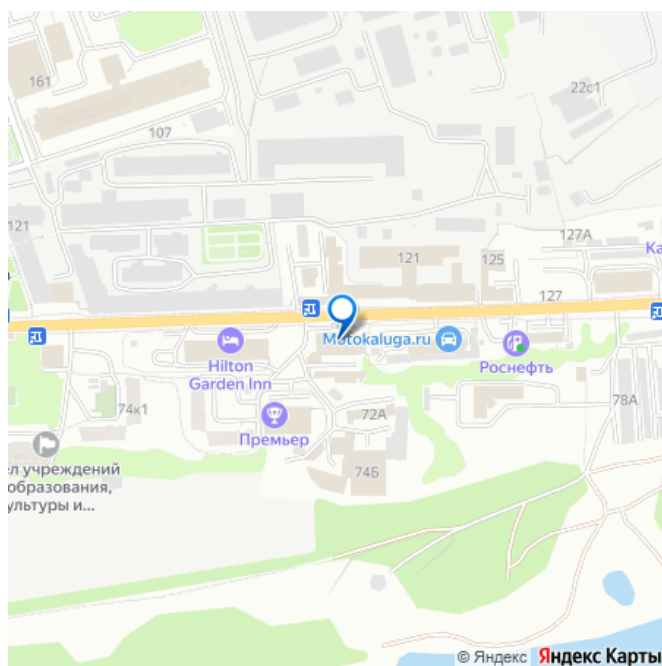 161
22с1
107
121
127А
Ка
121
125
127
Motokaluga.ru
Hilton
Garden Inn
Роснефть
74к1
Премьер
72А
78А
ел учреждений
образования,
ультуры и...
74Б
© Яндекс Яндекс Карты